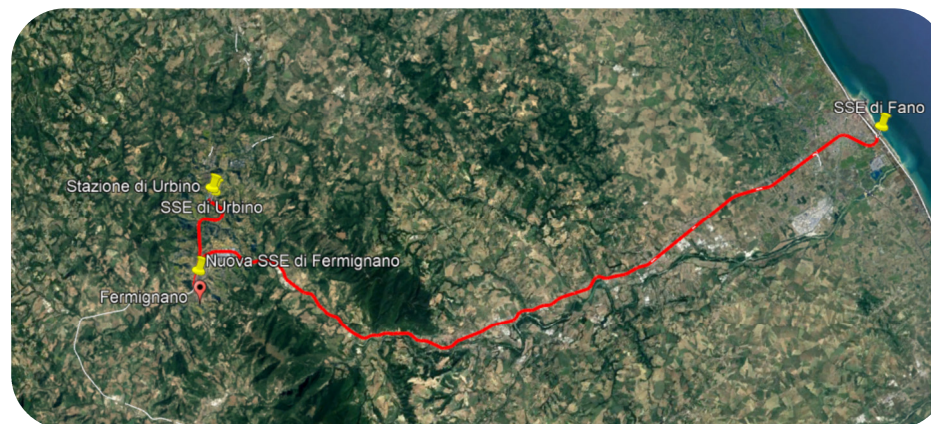 SSE di Fano
Stazione di Urbino
SSE di Urbino
Nuova SSE di Fermignano
Fermignano